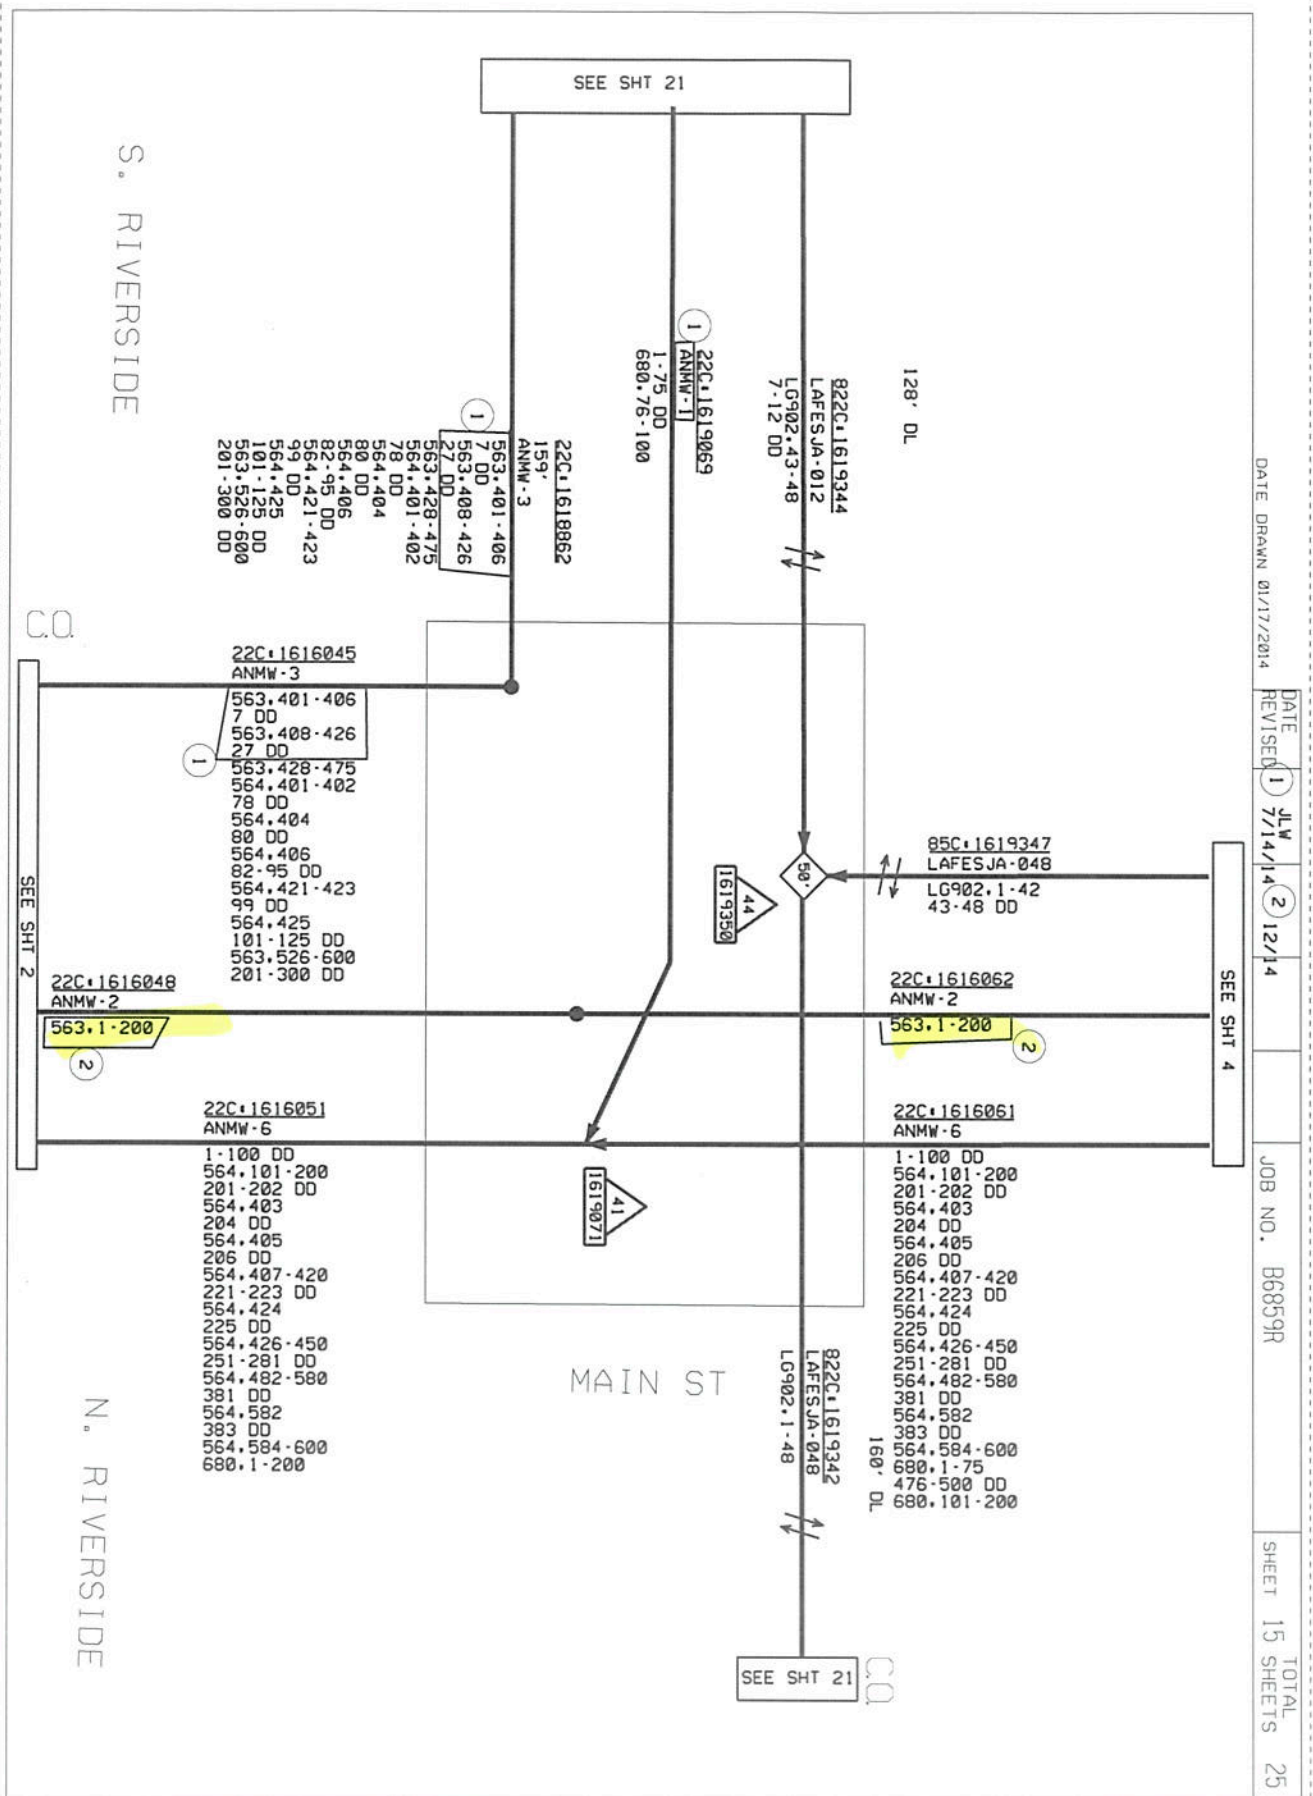 DATE DRAWN 01/17/2014
DATE
REVISED
1
JLW
7/14/14
2
12/14
JOB NO. B6859R
SHEET 15
TOTAL
SHEETS 25
SEE SHT 21
128' DL
822C:1619344
LAFESJA-012
LG902,43-48
7-12 DD
1
22C:1619069
ANMW-1
1-75 DD
680,76-100
22C:1618862
159'
ANMW-3
563,401-406
7 DD
563,408-426
27 DD
1
563,428-475
564,401-402
78 DD
564,404
80 DD
564,406
82-95 DD
564,421-423
99 DD
564,425
101-125 DD
563,526-600
201-300 DD
S. RIVERSIDE
C.O.
22C:1616045
ANMW-3
563,401-406
7 DD
563,408-426
27 DD
1
563,428-475
564,401-402
78 DD
564,404
80 DD
564,406
82-95 DD
564,421-423
99 DD
564,425
101-125 DD
563,526-600
201-300 DD
SEE SHT 2
22C:1616048
ANMW-2
563,1-200
2
22C:1616051
ANMW-6
1-100 DD
564,101-200
201-202 DD
564,403
204 DD
564,405
206 DD
564,407-420
221-223 DD
564,424
225 DD
564,426-450
251-281 DD
564,482-580
381 DD
564,582
383 DD
564,584-600
680,1-200
50'
44
1619350
41
1619071
85C:1619347
LAFESJA-048
LG902,1-42
43-48 DD
SEE SHT 4
22C:1616062
ANMW-2
563,1-200
2
22C:1616061
ANMW-6
1-100 DD
564,101-200
201-202 DD
564,403
204 DD
564,405
206 DD
564,407-420
221-223 DD
564,424
225 DD
564,426-450
251-281 DD
564,482-580
381 DD
564,582
383 DD
564,584-600
680,1-75
476-500 DD
680,101-200
MAIN ST
822C:1619342
LAFESJA-048
LG902,1-48
160' DL
N. RIVERSIDE
SEE SHT 21
C.O.